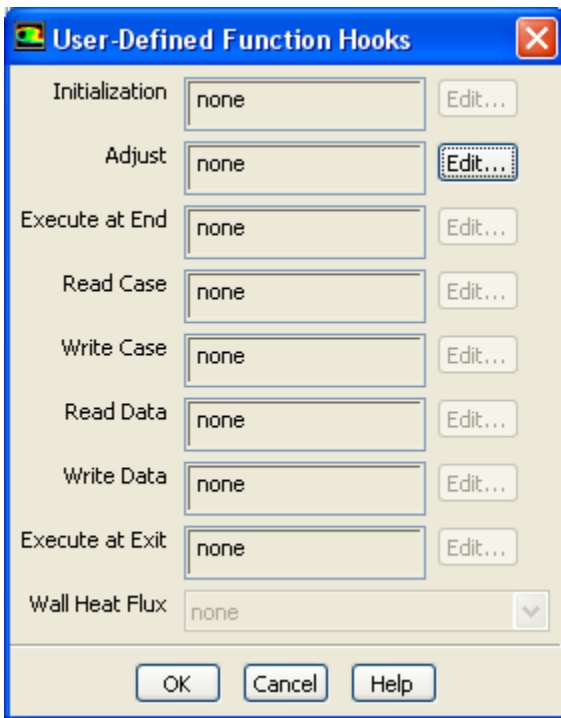 User-Defined Function Hooks
Initialization none Edit...
Adjust none Edit...
Execute at End none Edit...
Read Case none Edit...
Write Case none Edit...
Read Data none Edit...
Write Data none Edit...
Execute at Exit none Edit...
Wall Heat Flux none
OK Cancel Help